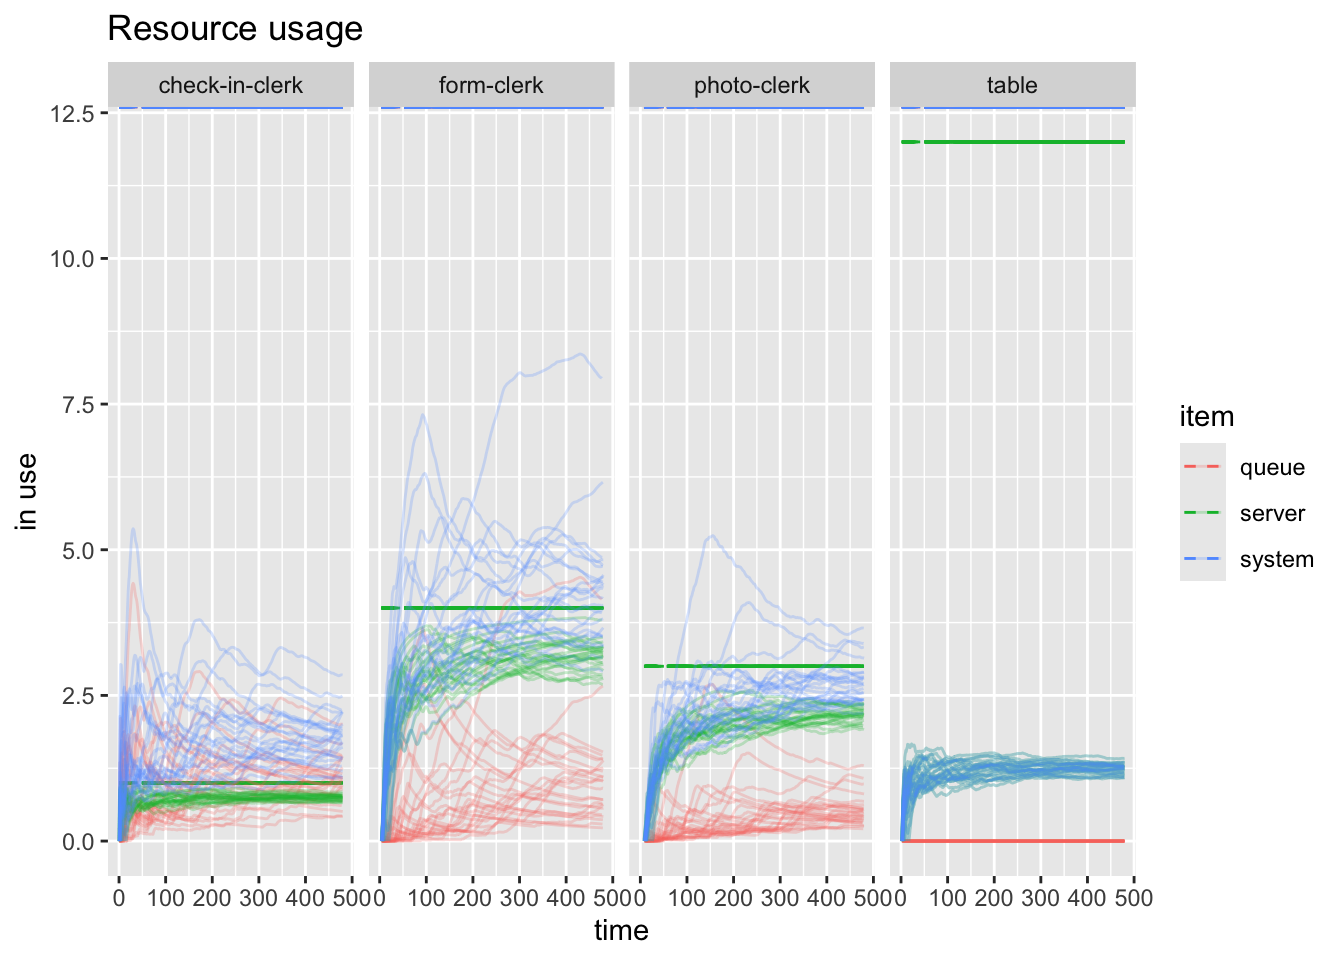 Resource usage
check-in-clerk form-clerk photo-clerk table
12.5
10.0
7.5
5.0
2.5
0.0
in use
0 100 200 300 400 500 0 100 200 300 400 500 0 100 200 300 400 500 0 100 200 300 400 500
time
item
queue
server
system